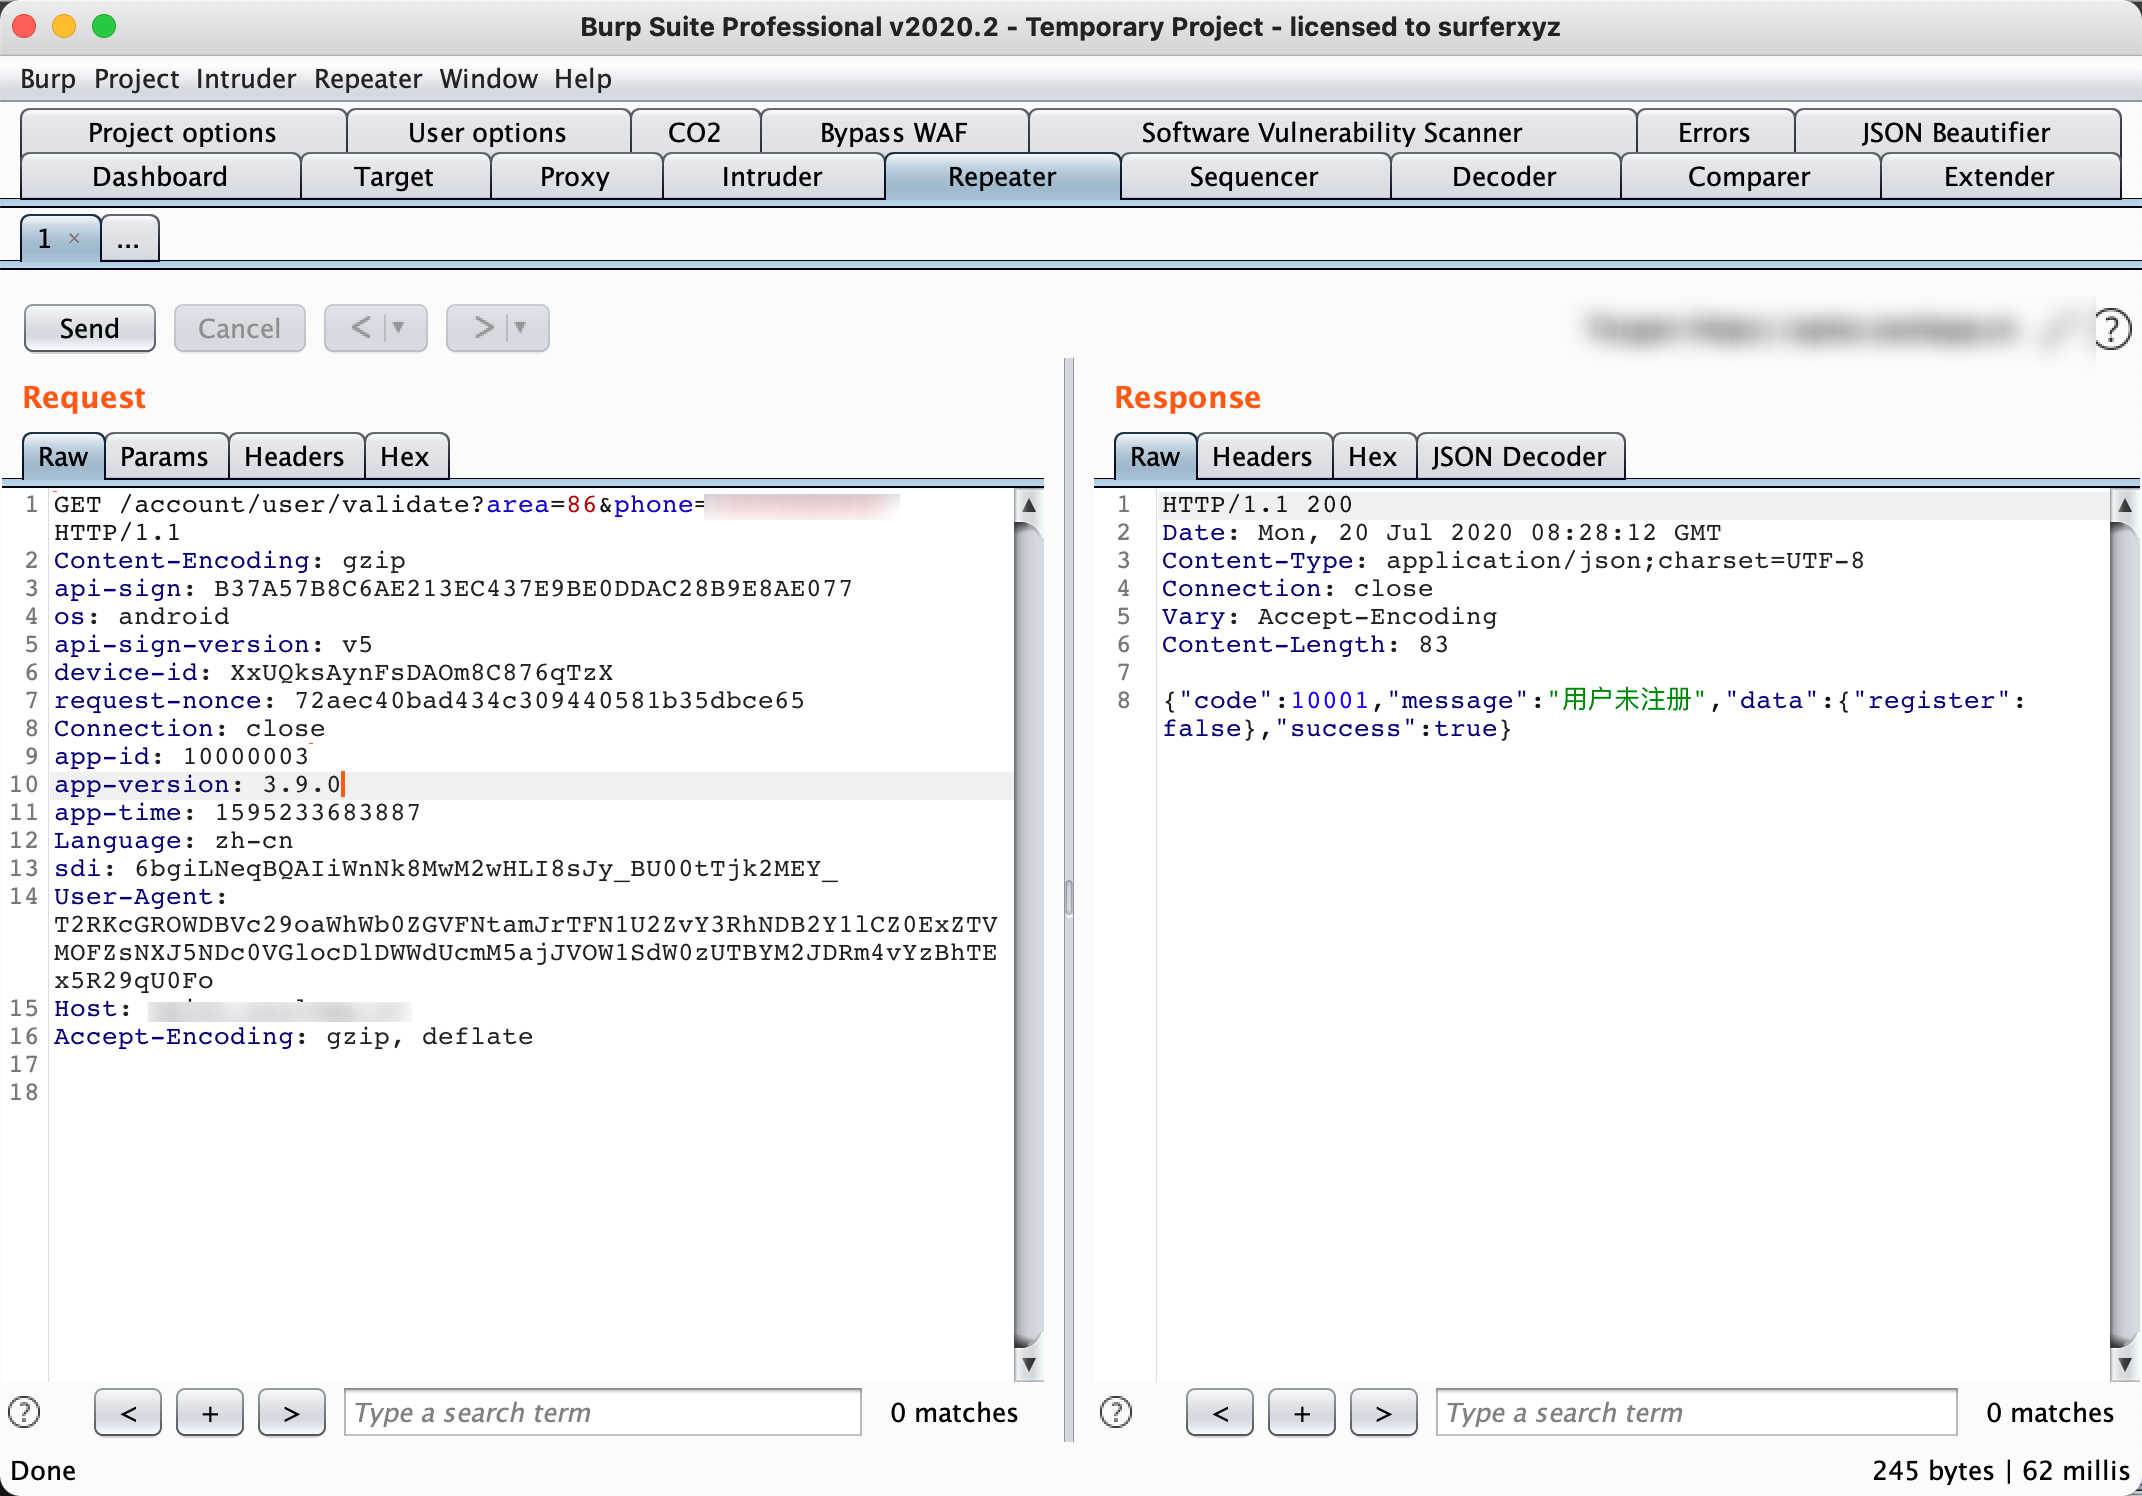 Burp Suite Professional v2020.2 - Temporary Project - licensed to surferxyz
Burp Project Intruder Repeater Window Help
Project options User options CO2 Bypass WAF Software Vulnerability Scanner Errors JSON Beautifier
Dashboard Target Proxy Intruder Repeater Sequencer Decoder Comparer Extender
1 × ...
Send Cancel < ▼ > ▼ ?
Request
Raw Params Headers Hex
1 GET /account/user/validate?area=86&phone=
HTTP/1.1
2 Content-Encoding: gzip
3 api-sign: B37A57B8C6AE213EC437E9BE0DDAC28B9E8AE077
4 os: android
5 api-sign-version: v5
6 device-id: XxUQksAynFsDAOm8C876qTzX
7 request-nonce: 72aec40bad434c309440581b35dbce65
8 Connection: close
9 app-id: 10000003
10 app-version: 3.9.0
11 app-time: 1595233683887
12 Language: zh-cn
13 sdi: 6bgiLNeqBQAIiWnNk8MwM2wHLI8sJy_BU00tTjk2MEY_
14 User-Agent:
T2RKcGROWDBVc29oaWhWb0ZGVFNtamJrTFN1U2ZvY3RhNDB2Y1lCZ0ExZTV
MOFZsNXJ5NDc0VGlocDlDWWdUcmM5ajJVOW1SdW0zUTBYM2JDRm4vYzBhTE
x5R29qU0Fo
15 Host:
16 Accept-Encoding: gzip, deflate
17
18
? < + > Type a search term 0 matches
Response
Raw Headers Hex JSON Decoder
1 HTTP/1.1 200
2 Date: Mon, 20 Jul 2020 08:28:12 GMT
3 Content-Type: application/json;charset=UTF-8
4 Connection: close
5 Vary: Accept-Encoding
6 Content-Length: 83
7
8 {"code":10001,"message":"用户未注册","data":{"register":
false},"success":true}
? < + > Type a search term 0 matches
Done
245 bytes | 62 millis